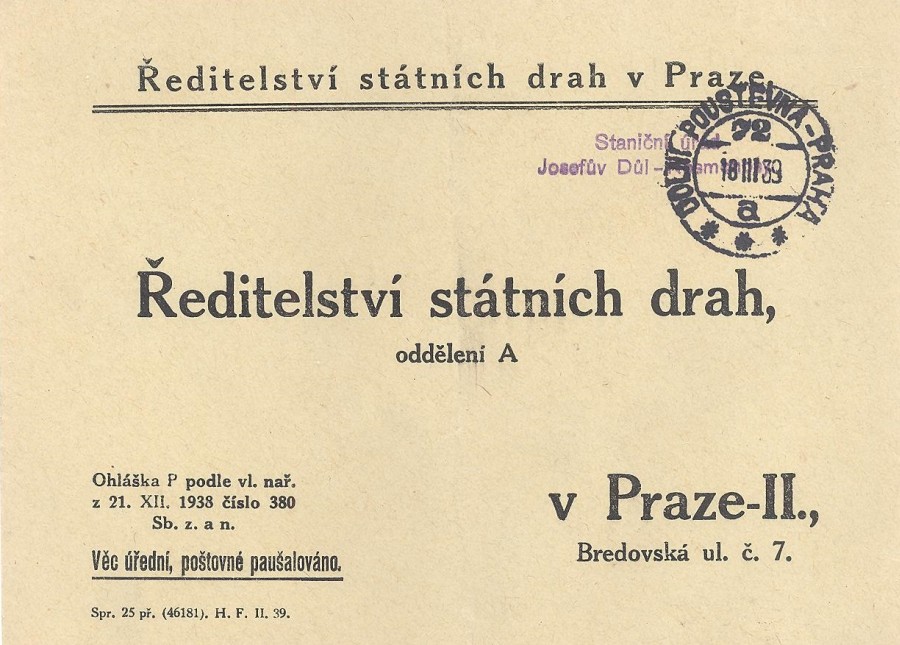 Ředitelství státních drah v Praze.
Staniční úřad
Josefův Důl-
DOLNÍ POUSTEVNA-PRAHA
72
18 III 39
a
Ředitelství státních drah,
oddělení A
Ohláška P podle vl. nař.
z 21. XII. 1938 číslo 380
Sb. z. a n.
Věc úřední, poštovné paušalováno.
v Praze-II.,
Bredovská ul. č. 7.
Spr. 25 př. (46181). H. F. II. 39.